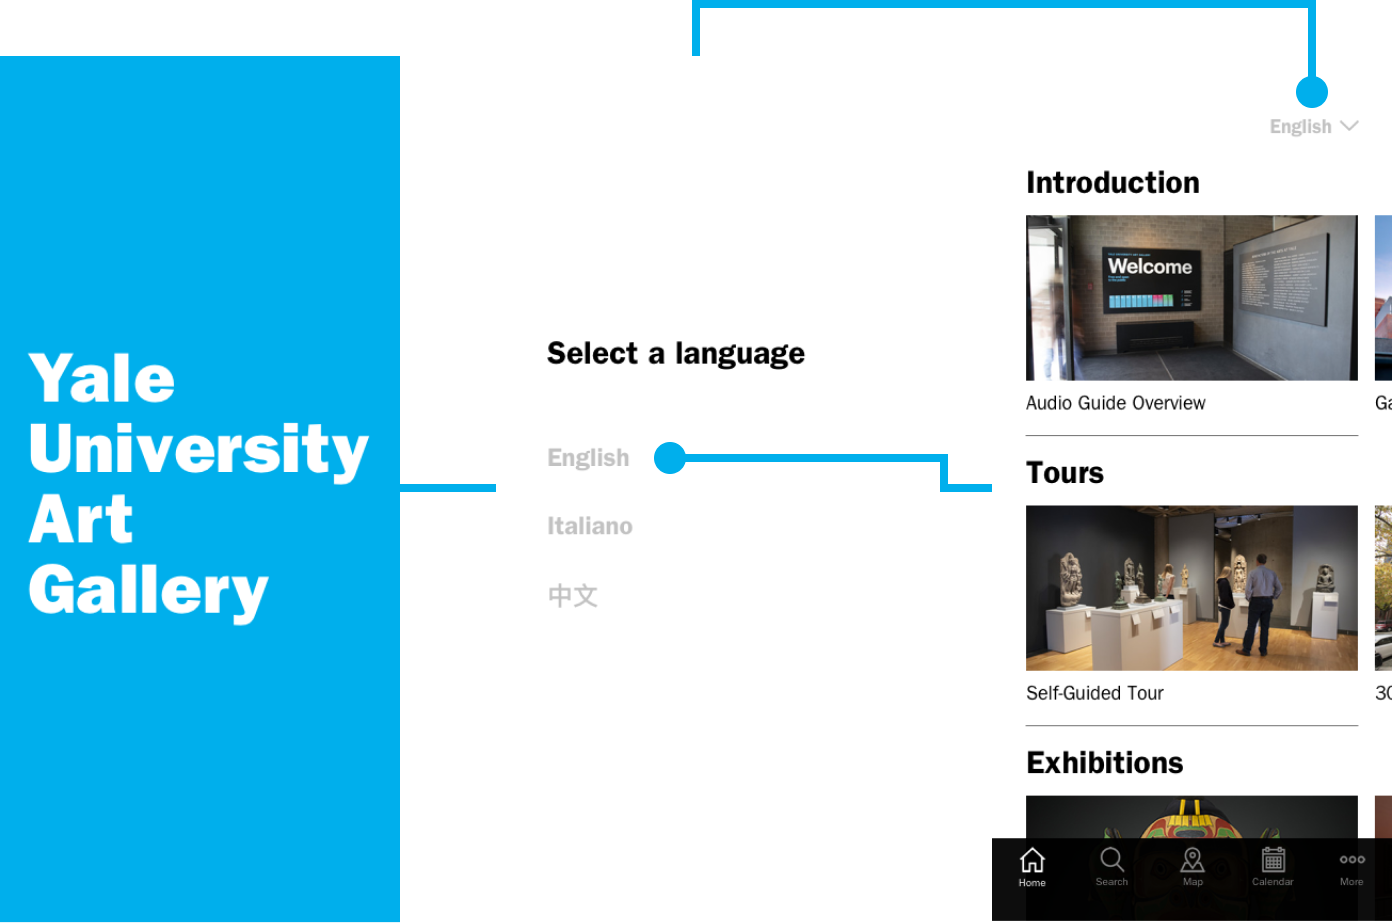 Yale
University
Art
Gallery
Select a language
English
Italiano
中文
English
Introduction
Welcome
Audio Guide Overview
Ga
Tours
Self-Guided Tour
30
Exhibitions
Home
Search
Map
Calendar
More